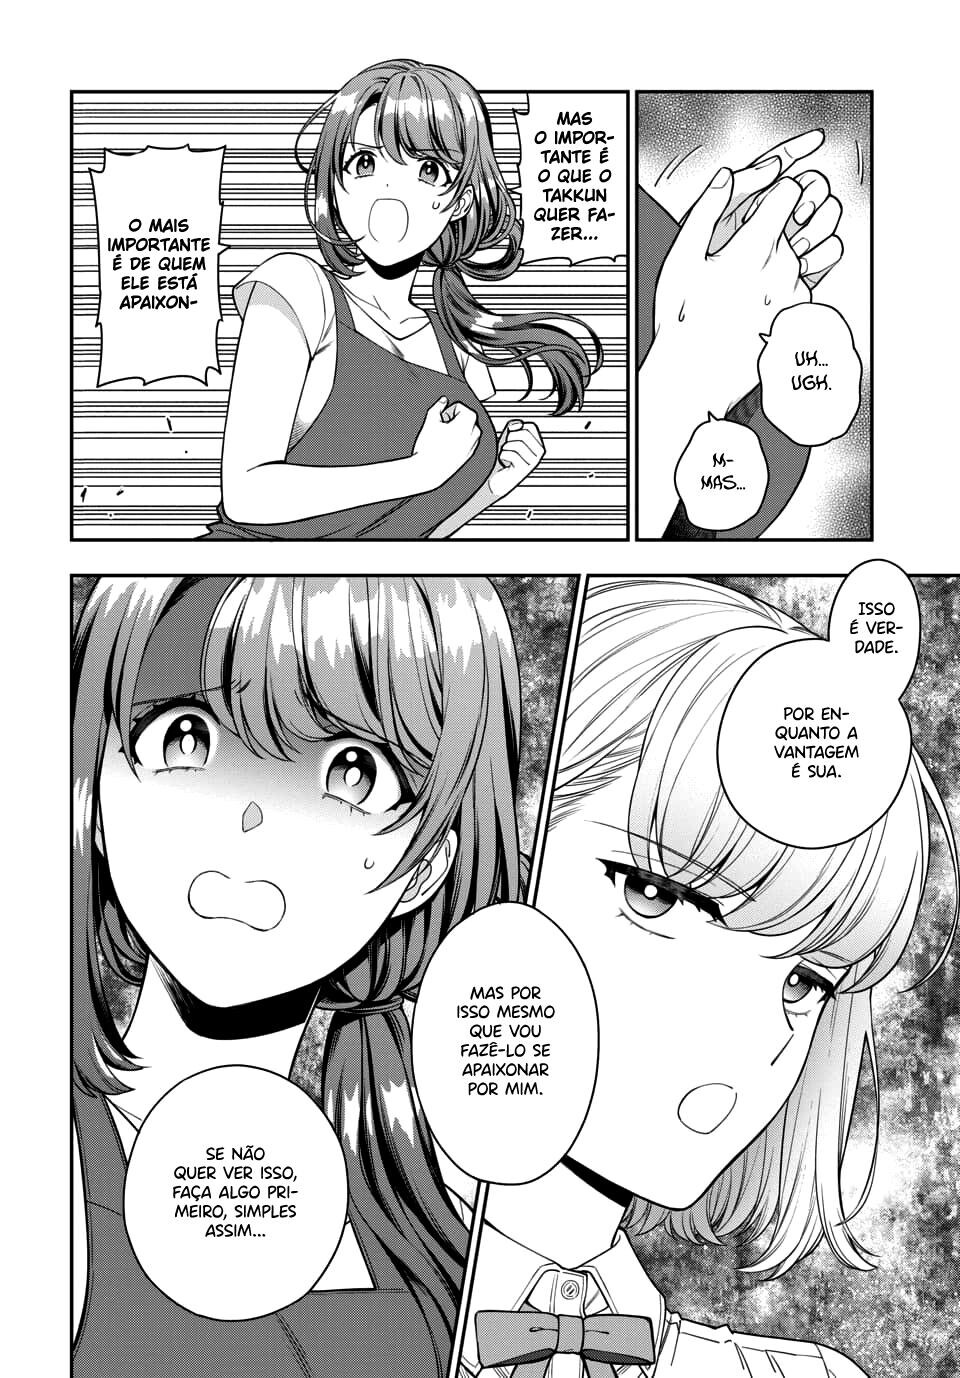 UH...
UGH.
M-
MAS...
MAS
O IMPOR-
TANTE É
O QUE O
TAKKUN
QUER FA-
ZER...
O MAIS
IMPORTANTE
É DE QUEM
ELE ESTÁ
APAIXON-
ISSO
É VER-
DADE.
POR EN-
QUANTO A
VANTAGEM
É SUA.
MAS POR
ISSO MESMO
QUE VOU
FAZÊ-LO SE
APAIXONAR
POR MIM.
SE NÃO
QUER VER ISSO,
FAÇA ALGO PRI-
MEIRO, SIMPLES
ASSIM...